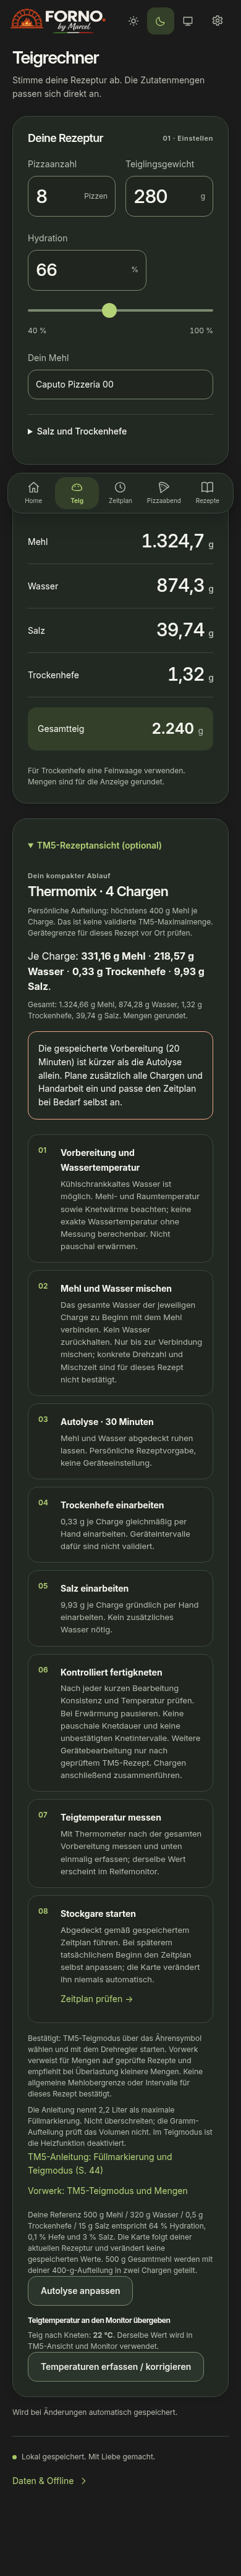 FORNO.
by Marcel
Teigrechner
Stimme deine Rezeptur ab. Die Zutatenmengen
passen sich direkt an.
Deine Rezeptur
01 · Einstellen
Pizzaanzahl
Teiglingsgewicht
8 Pizzen
280 g
Hydration
66 %
40 %
100 %
Dein Mehl
Caputo Pizzeria 00
▶ Salz und Trockenhefe
Home
Teig
Zeitplan
Pizzaabend
Rezepte
Mehl 1.324,7 g
Wasser 874,3 g
Salz 39,74 g
Trockenhefe 1,32 g
Gesamtteig 2.240 g
Für Trockenhefe eine Feinwaage verwenden.
Mengen sind für die Anzeige gerundet.
▼ TM5-Rezeptansicht (optional)
Dein kompakter Ablauf
Thermomix · 4 Chargen
Persönliche Aufteilung: höchstens 400 g Mehl je
Charge. Das ist keine validierte TM5-Maximalmenge.
Gerätegrenze für dieses Rezept vor Ort prüfen.
Je Charge: 331,16 g Mehl · 218,57 g
Wasser · 0,33 g Trockenhefe · 9,93 g
Salz.
Gesamt: 1.324,66 g Mehl, 874,28 g Wasser, 1,32 g
Trockenhefe, 39,74 g Salz. Mengen gerundet.
Die gespeicherte Vorbereitung (20
Minuten) ist kürzer als die Autolyse
allein. Plane zusätzlich alle Chargen und
Handarbeit ein und passe den Zeitplan
bei Bedarf selbst an.
01
Vorbereitung und
Wassertemperatur
Kühlschrankkaltes Wasser ist
möglich. Mehl- und Raumtemperatur
sowie Knetwärme beachten; keine
exakte Wassertemperatur ohne
Messung berechenbar. Nicht
pauschal erwärmen.
02
Mehl und Wasser mischen
Das gesamte Wasser der jeweiligen
Charge zu Beginn mit dem Mehl
verbinden. Kein Wasser
zurückhalten. Nur bis zur Verbindung
mischen; konkrete Drehzahl und
Mischzeit sind für dieses Rezept
nicht bestätigt.
03
Autolyse · 30 Minuten
Mehl und Wasser abgedeckt ruhen
lassen. Persönliche Rezeptvorgabe,
keine Geräteeinstellung.
04
Trockenhefe einarbeiten
0,33 g je Charge gleichmäßig per
Hand einarbeiten. Geräteintervalle
dafür sind nicht validiert.
05
Salz einarbeiten
9,93 g je Charge gründlich per Hand
einarbeiten. Kein zusätzliches
Wasser nötig.
06
Kontrolliert fertigkneten
Nach jeder kurzen Bearbeitung
Konsistenz und Temperatur prüfen.
Bei Erwärmung pausieren. Keine
pauschale Knetdauer und keine
unbestätigten Knetintervalle. Weitere
Gerätebearbeitung nur nach
geprüftem TM5-Rezept. Chargen
anschließend zusammenführen.
07
Teigtemperatur messen
Mit Thermometer nach der gesamten
Vorbereitung messen und unten
einmalig erfassen; derselbe Wert
erscheint im Reifemonitor.
08
Stockgare starten
Abgedeckt gemäß gespeichertem
Zeitplan führen. Bei späterem
tatsächlichem Beginn den Zeitplan
selbst anpassen; die Karte verändert
ihn niemals automatisch.
Zeitplan prüfen →
Bestätigt: TM5-Teigmodus über das Ährensymbol
wählen und mit dem Drehregler starten. Vorwerk
verweist für Mengen auf geprüfte Rezepte und
empfiehlt bei Überlastung kleinere Mengen. Keine
allgemeine Mehlobergrenze oder Intervalle für
dieses Rezept bestätigt.
Die Anleitung nennt 2,2 Liter als maximale
Füllmarkierung. Nicht überschreiten; die Gramm-
Aufteilung prüft das Volumen nicht. Im Teigmodus ist
die Heizfunktion deaktiviert.
TM5-Anleitung: Füllmarkierung und
Teigmodus (S. 44)
Vorwerk: TM5-Teigmodus und Mengen
Deine Referenz 500 g Mehl / 320 g Wasser / 0,5 g
Trockenhefe / 15 g Salz entspricht 64 % Hydration,
0,1 % Hefe und 3 % Salz. Die Karte folgt deiner
aktuellen Rezeptur und verändert keine
gespeicherten Werte. 500 g Gesamtmehl werden mit
deiner 400-g-Aufteilung in zwei Chargen geteilt.
Autolyse anpassen
Teigtemperatur an den Monitor übergeben
Teig nach Kneten: 22 °C. Derselbe Wert wird in
TM5-Ansicht und Monitor verwendet.
Temperaturen erfassen / korrigieren
Wird bei Änderungen automatisch gespeichert.
Lokal gespeichert. Mit Liebe gemacht.
Daten & Offline >